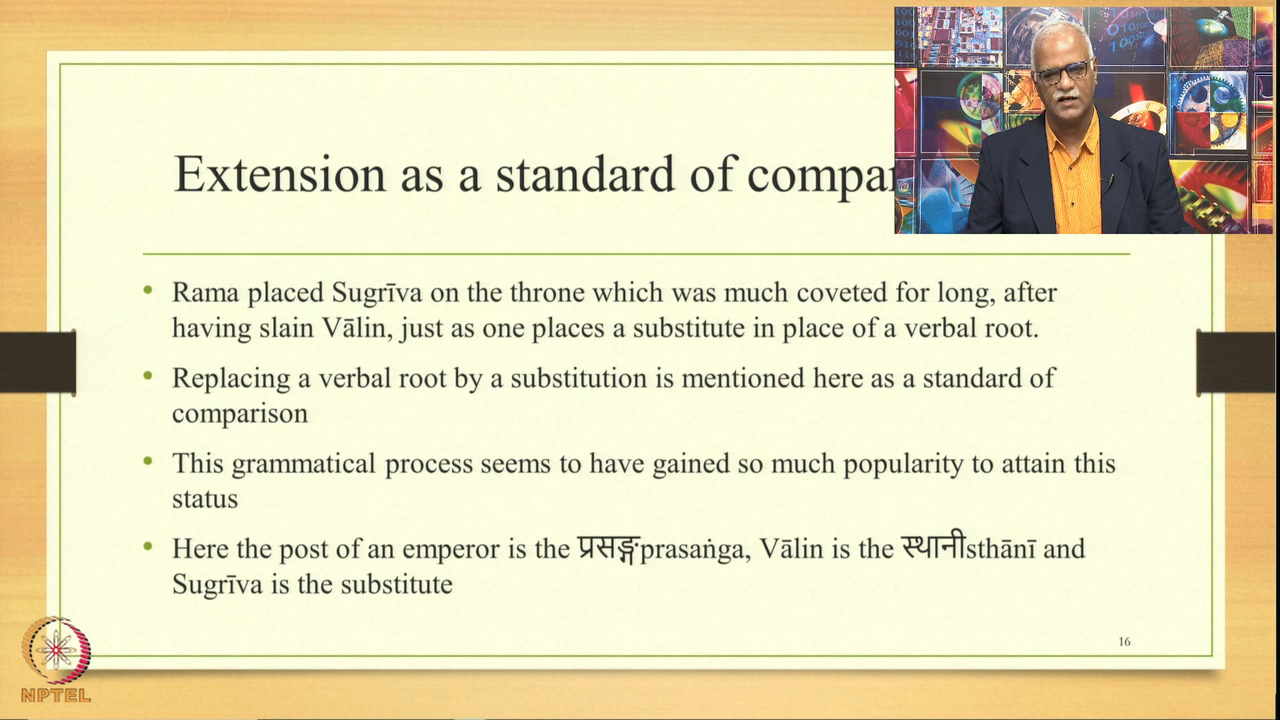 Extension as a standard of compar
• Rama placed Sugrīva on the throne which was much coveted for long, after
having slain Vālin, just as one places a substitute in place of a verbal root.
• Replacing a verbal root by a substitution is mentioned here as a standard of
comparison
• This grammatical process seems to have gained so much popularity to attain this
status
• Here the post of an emperor is the प्रसङ्गprasaṅga, Vālin is the स्थानीsthānī and
Sugrīva is the substitute
16
NPTEL